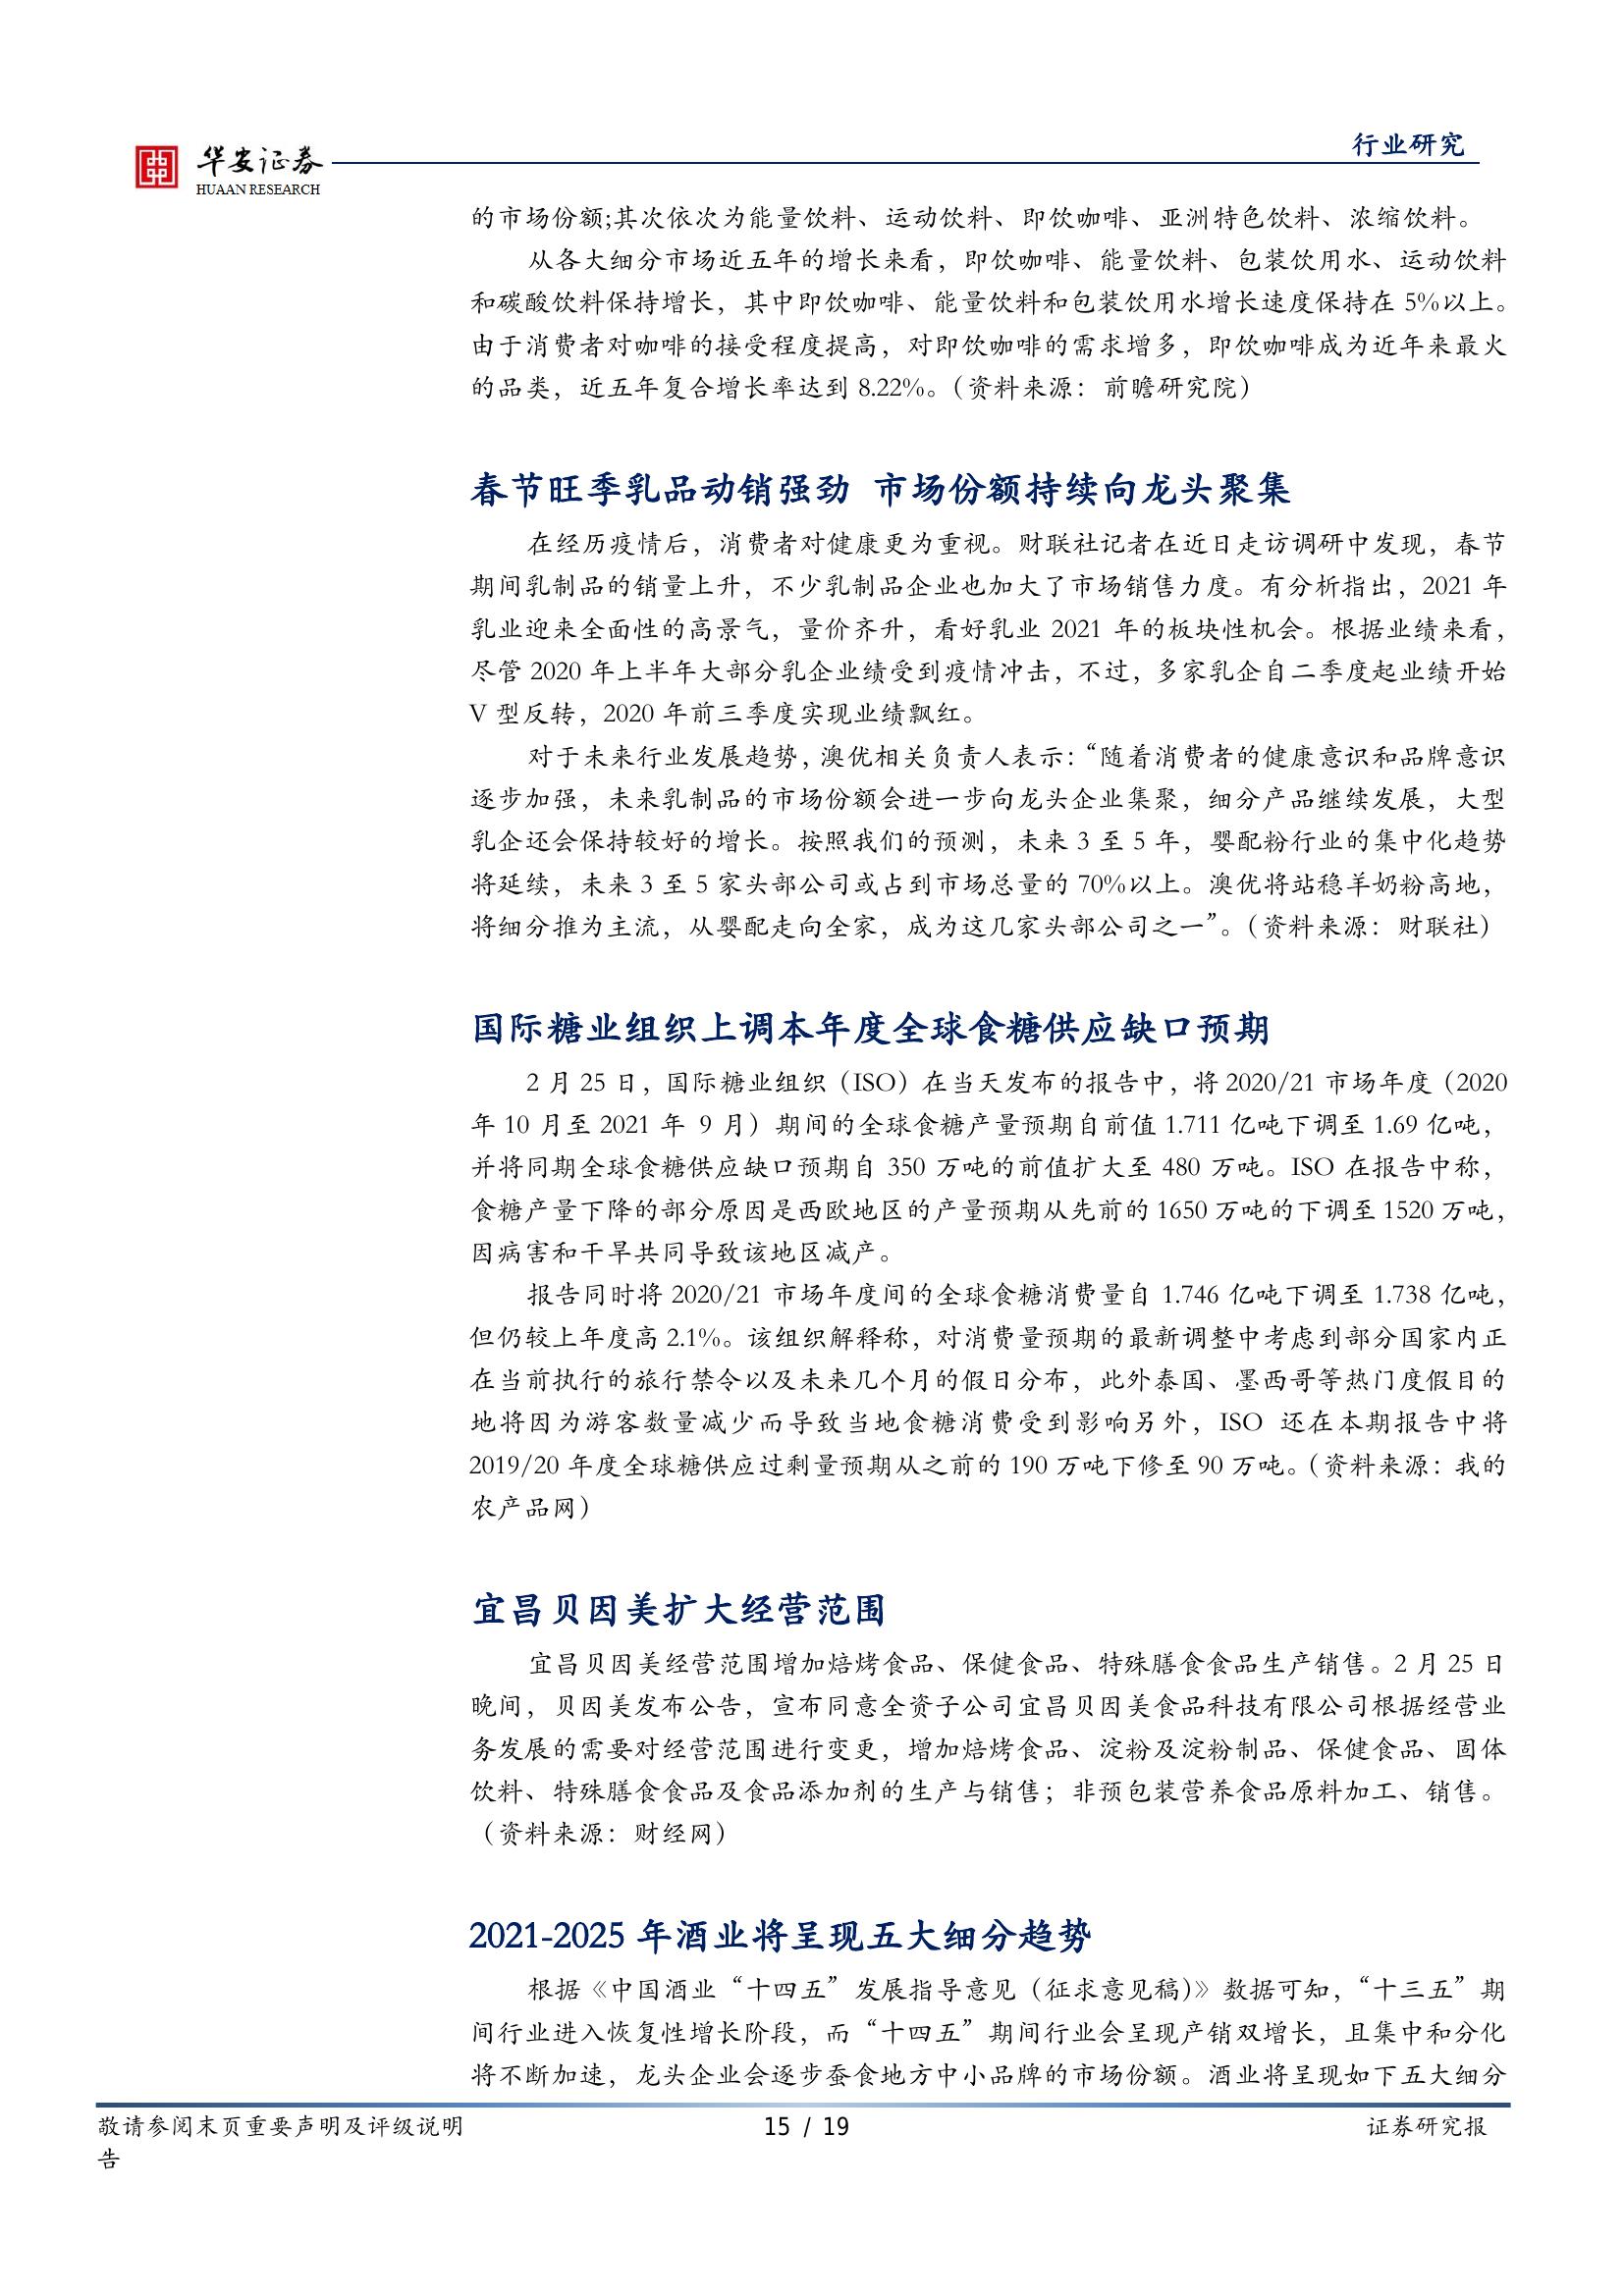 华安证券
HUAAN RESEARCH
行业研究
的市场份额;其次依次为能量饮料、运动饮料、即饮咖啡、亚洲特色饮料、浓缩饮料。
从各大细分市场近五年的增长来看，即饮咖啡、能量饮料、包装饮用水、运动饮料
和碳酸饮料保持增长，其中即饮咖啡、能量饮料和包装饮用水增长速度保持在 5%以上。
由于消费者对咖啡的接受程度提高，对即饮咖啡的需求增多，即饮咖啡成为近年来最火
的品类，近五年复合增长率达到 8.22%。（资料来源：前瞻研究院）
春节旺季乳品动销强劲 市场份额持续向龙头聚集
在经历疫情后，消费者对健康更为重视。财联社记者在近日走访调研中发现，春节
期间乳制品的销量上升，不少乳制品企业也加大了市场销售力度。有分析指出，2021 年
乳业迎来全面性的高景气，量价齐升，看好乳业 2021 年的板块性机会。根据业绩来看，
尽管 2020 年上半年大部分乳企业绩受到疫情冲击，不过，多家乳企自二季度起业绩开始
V 型反转，2020 年前三季度实现业绩飘红。
对于未来行业发展趋势，澳优相关负责人表示：“随着消费者的健康意识和品牌意识
逐步加强，未来乳制品的市场份额会进一步向龙头企业集聚，细分产品继续发展，大型
乳企还会保持较好的增长。按照我们的预测，未来 3 至 5 年，婴配粉行业的集中化趋势
将延续，未来 3 至 5 家头部公司或占到市场总量的 70%以上。澳优将站稳羊奶粉高地，
将细分推为主流，从婴配走向全家，成为这几家头部公司之一”。（资料来源：财联社）
国际糖业组织上调本年度全球食糖供应缺口预期
2 月 25 日，国际糖业组织（ISO）在当天发布的报告中，将 2020/21 市场年度（2020
年 10 月至 2021 年 9 月）期间的全球食糖产量预期自前值 1.711 亿吨下调至 1.69 亿吨，
并将同期全球食糖供应缺口预期自 350 万吨的前值扩大至 480 万吨。ISO 在报告中称，
食糖产量下降的部分原因是西欧地区的产量预期从先前的 1650 万吨的下调至 1520 万吨，
因病害和干旱共同导致该地区减产。
报告同时将 2020/21 市场年度间的全球食糖消费量自 1.746 亿吨下调至 1.738 亿吨，
但仍较上年度高 2.1%。该组织解释称，对消费量预期的最新调整中考虑到部分国家内正
在当前执行的旅行禁令以及未来几个月的假日分布，此外泰国、墨西哥等热门度假目的
地将因为游客数量减少而导致当地食糖消费受到影响另外，ISO 还在本期报告中将
2019/20 年度全球糖供应过剩量预期从之前的 190 万吨下修至 90 万吨。（资料来源：我的
农产品网）
宜昌贝因美扩大经营范围
宜昌贝因美经营范围增加焙烤食品、保健食品、特殊膳食食品生产销售。2 月 25 日
晚间，贝因美发布公告，宣布同意全资子公司宜昌贝因美食品科技有限公司根据经营业
务发展的需要对经营范围进行变更，增加焙烤食品、淀粉及淀粉制品、保健食品、固体
饮料、特殊膳食食品及食品添加剂的生产与销售；非预包装营养食品原料加工、销售。
（资料来源：财经网）
2021-2025 年酒业将呈现五大细分趋势
根据《中国酒业“十四五”发展指导意见（征求意见稿）》数据可知，“十三五”期
间行业进入恢复性增长阶段，而“十四五”期间行业会呈现产销双增长，且集中和分化
将不断加速，龙头企业会逐步蚕食地方中小品牌的市场份额。酒业将呈现如下五大细分
敬请参阅末页重要声明及评级说明
15 / 19
证券研究报
告